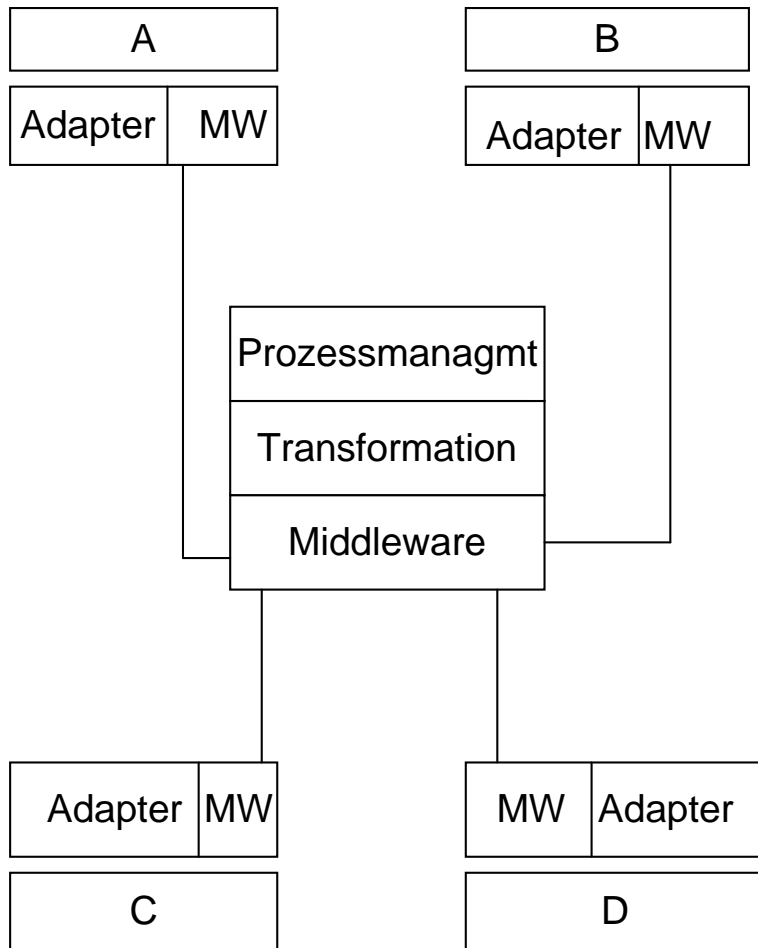 A
B
Adapter MW
Adapter MW
Prozessmanagmt
Transformation
Middleware
Adapter MW
MW Adapter
C
D